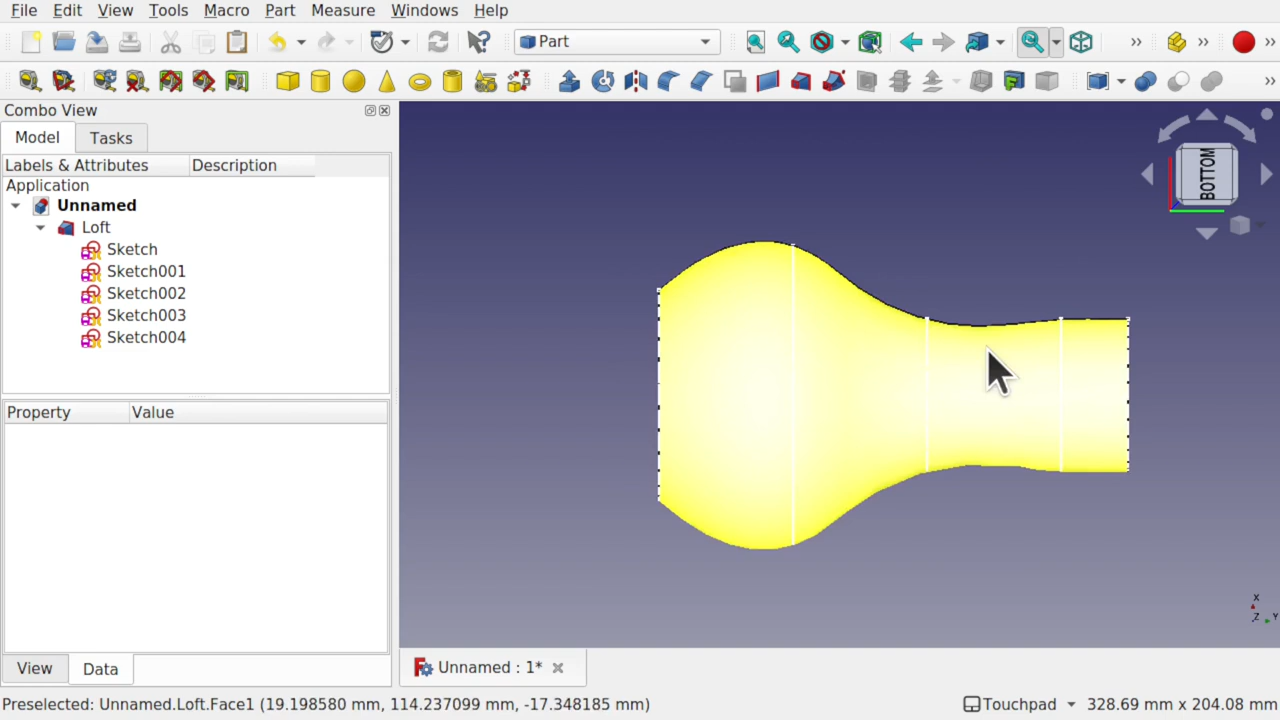 File Edit View Tools Macro Part Measure Windows Help
Part
Combo View
Model Tasks
Labels & Attributes Description
Application
Unnamed
Loft
Sketch
Sketch001
Sketch002
Sketch003
Sketch004
Property Value
View Data
BOTTOM
X
Z Y
Unnamed : 1*
Preselected: Unnamed.Loft.Face1 (19.198580 mm, 114.237099 mm, -17.348185 mm) Touchpad 328.69 mm x 204.08 mm